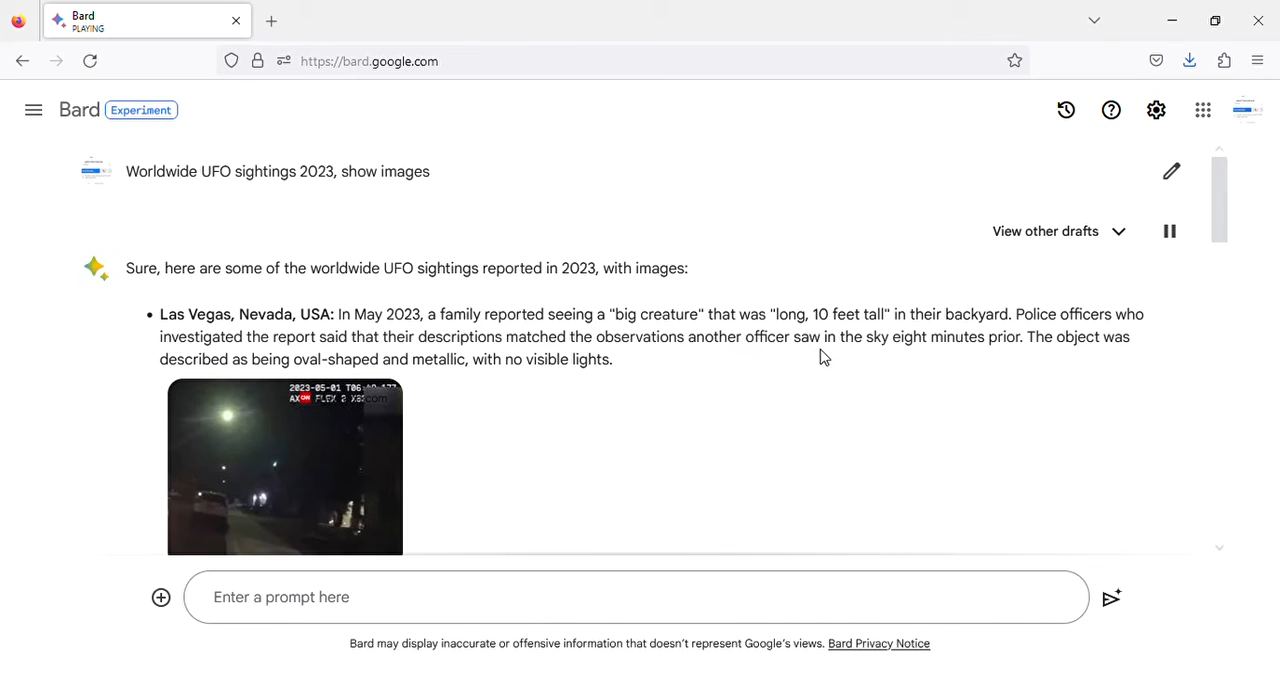 Bard
PLAYING
https://bard.google.com
Bard Experiment
Worldwide UFO sightings 2023, show images
View other drafts
Sure, here are some of the worldwide UFO sightings reported in 2023, with images:
• Las Vegas, Nevada, USA: In May 2023, a family reported seeing a "big creature" that was "long, 10 feet tall" in their backyard. Police officers who
investigated the report said that their descriptions matched the observations another officer saw in the sky eight minutes prior. The object was
described as being oval-shaped and metallic, with no visible lights.
2023-05-01
CNN
Enter a prompt here
Bard may display inaccurate or offensive information that doesn't represent Google's views. Bard Privacy Notice